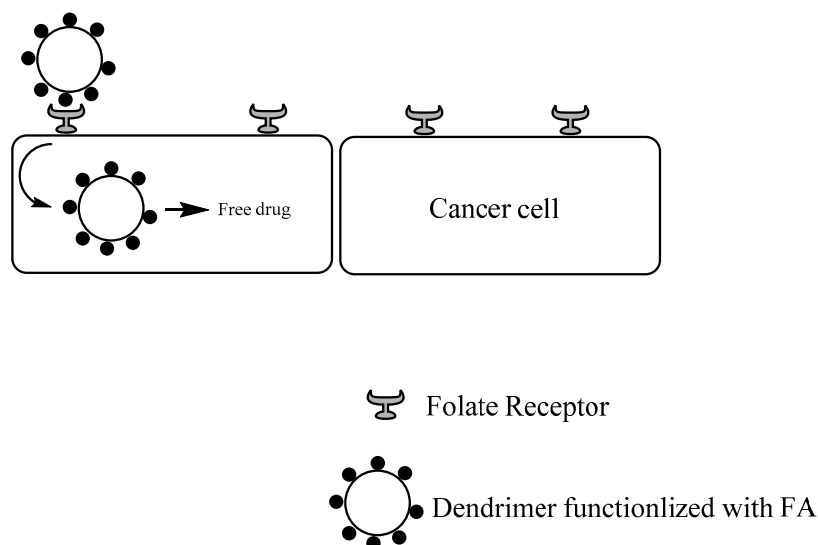 Free drug
Cancer cell
Folate Receptor
Dendrimer functionlized with FA